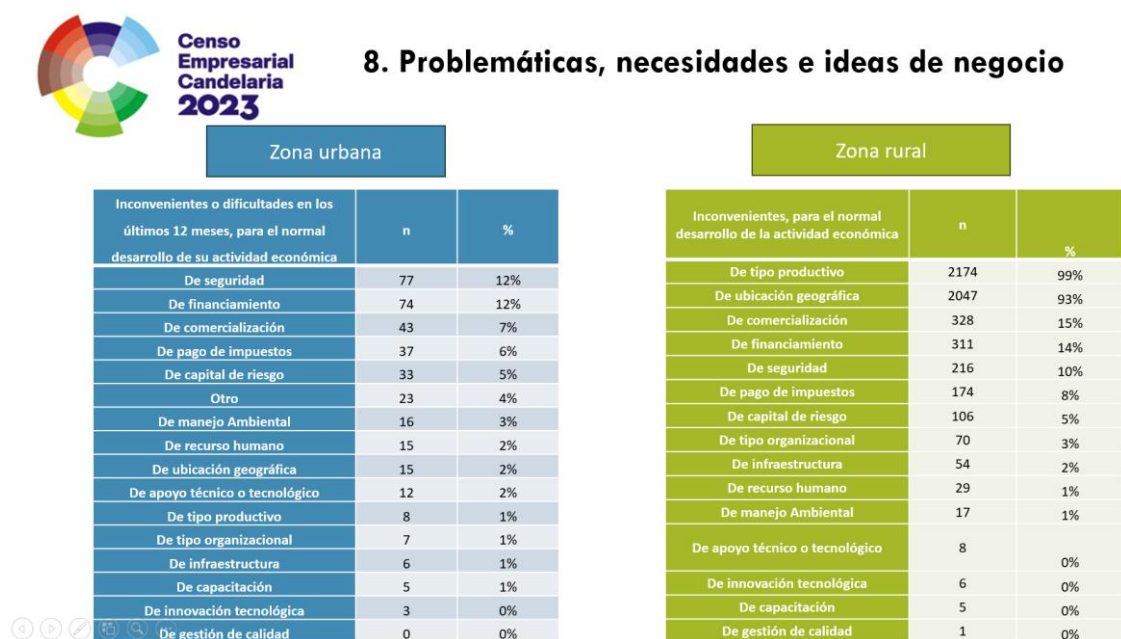 Censo
Empresarial
Candelaria
2023
8. Problemáticas, necesidades e ideas de negocio
Zona urbana
Inconvenientes o dificultades en los
últimos 12 meses, para el normal
desarrollo de su actividad económica
n
%
De seguridad 77 12%
De financiamiento 74 12%
De comercialización 43 7%
De pago de impuestos 37 6%
De capital de riesgo 33 5%
Otro 23 4%
De manejo Ambiental 16 3%
De recurso humano 15 2%
De ubicación geográfica 15 2%
De apoyo técnico o tecnológico 12 2%
De tipo productivo 8 1%
De tipo organizacional 7 1%
De infraestructura 6 1%
De capacitación 5 1%
De innovación tecnológica 3 0%
De gestión de calidad 0 0%
Zona rural
Inconvenientes, para el normal
desarrollo de la actividad económica
n
%
De tipo productivo 2174 99%
De ubicación geográfica 2047 93%
De comercialización 328 15%
De financiamiento 311 14%
De seguridad 216 10%
De pago de impuestos 174 8%
De capital de riesgo 106 5%
De tipo organizacional 70 3%
De infraestructura 54 2%
De recurso humano 29 1%
De manejo Ambiental 17 1%
De apoyo técnico o tecnológico 8 0%
De innovación tecnológica 6 0%
De capacitación 5 0%
De gestión de calidad 1 0%